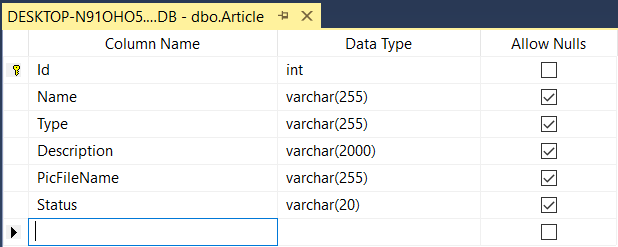 DESKTOP-N91OHO5....DB - dbo.Article
Column Name Data Type Allow Nulls
Id int
Name varchar(255)
Type varchar(255)
Description varchar(2000)
PicFileName varchar(255)
Status varchar(20)